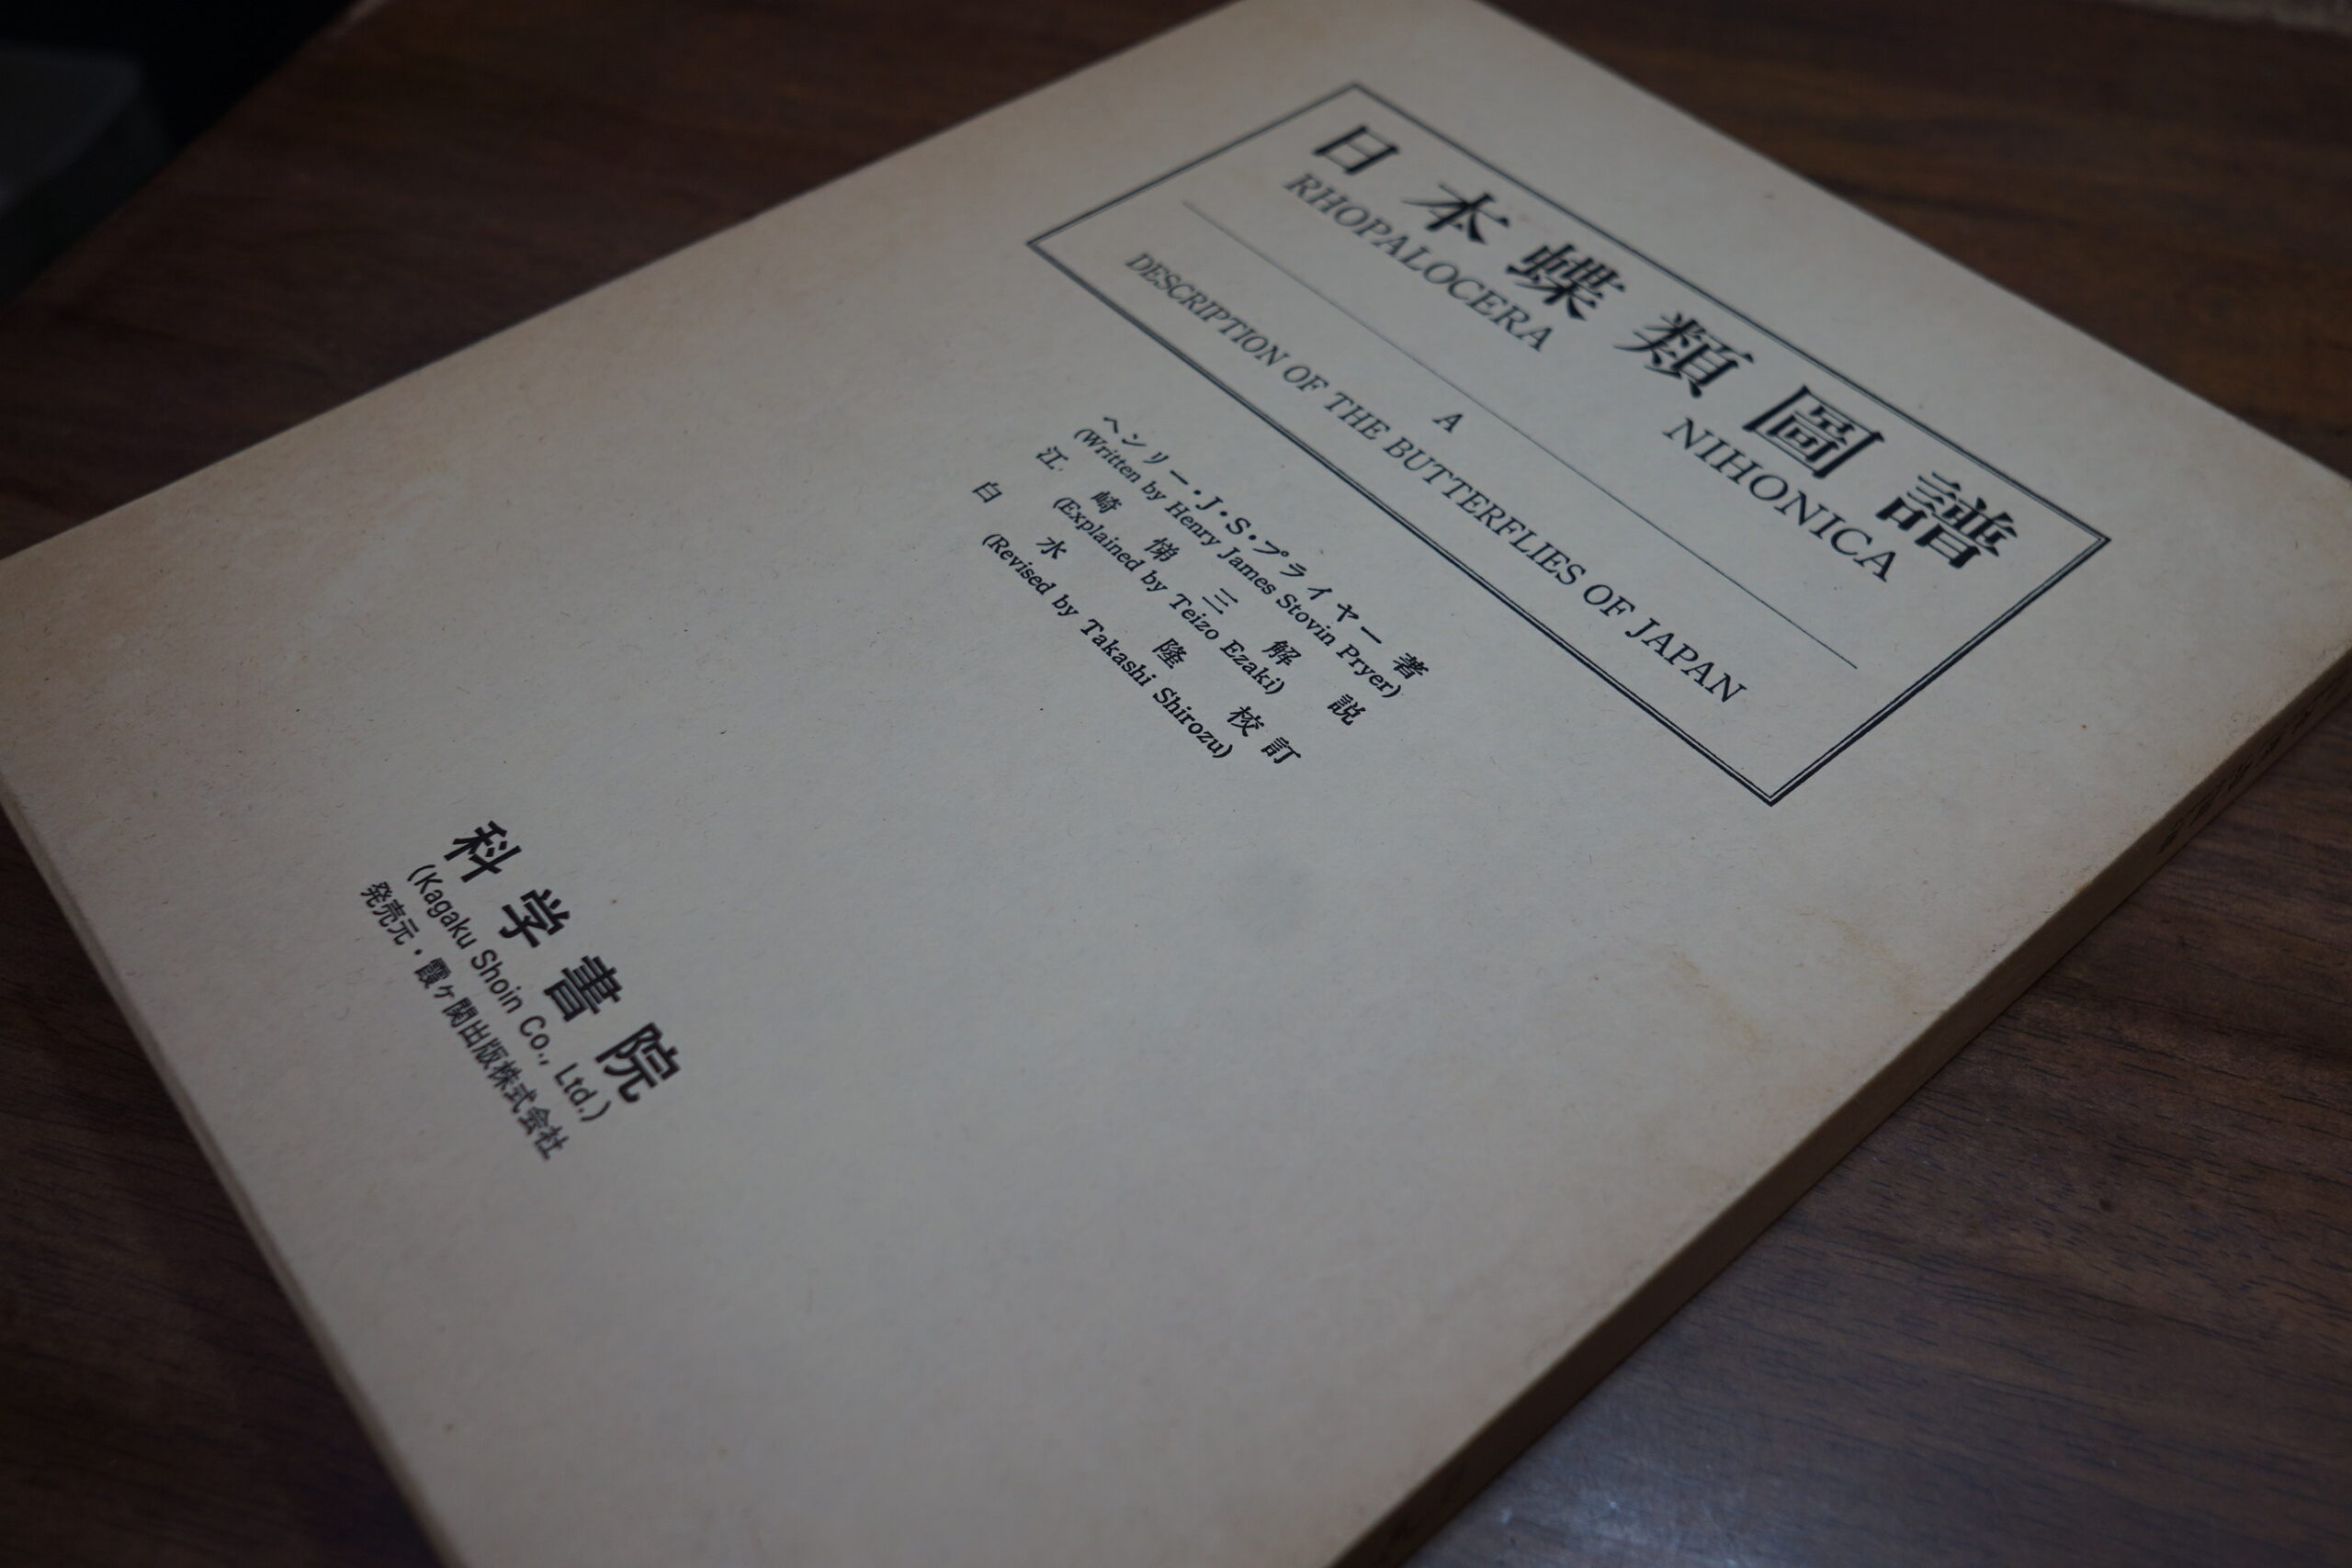 日本蝶類圖譜
RHOPALOCERA NIHONICA
A
DESCRIPTION OF THE BUTTERFLIES OF JAPAN
ヘンリー・J・S・プライヤー著
(Written by Henry James Stovin Pryer)
江崎悌三解説
(Explained by Teizo Ezaki)
白水隆校訂
(Revised by Takashi Shirozu)
科学書院
(Kagaku Shoin Co., Ltd.)
発売元・霞ケ関出版株式会社